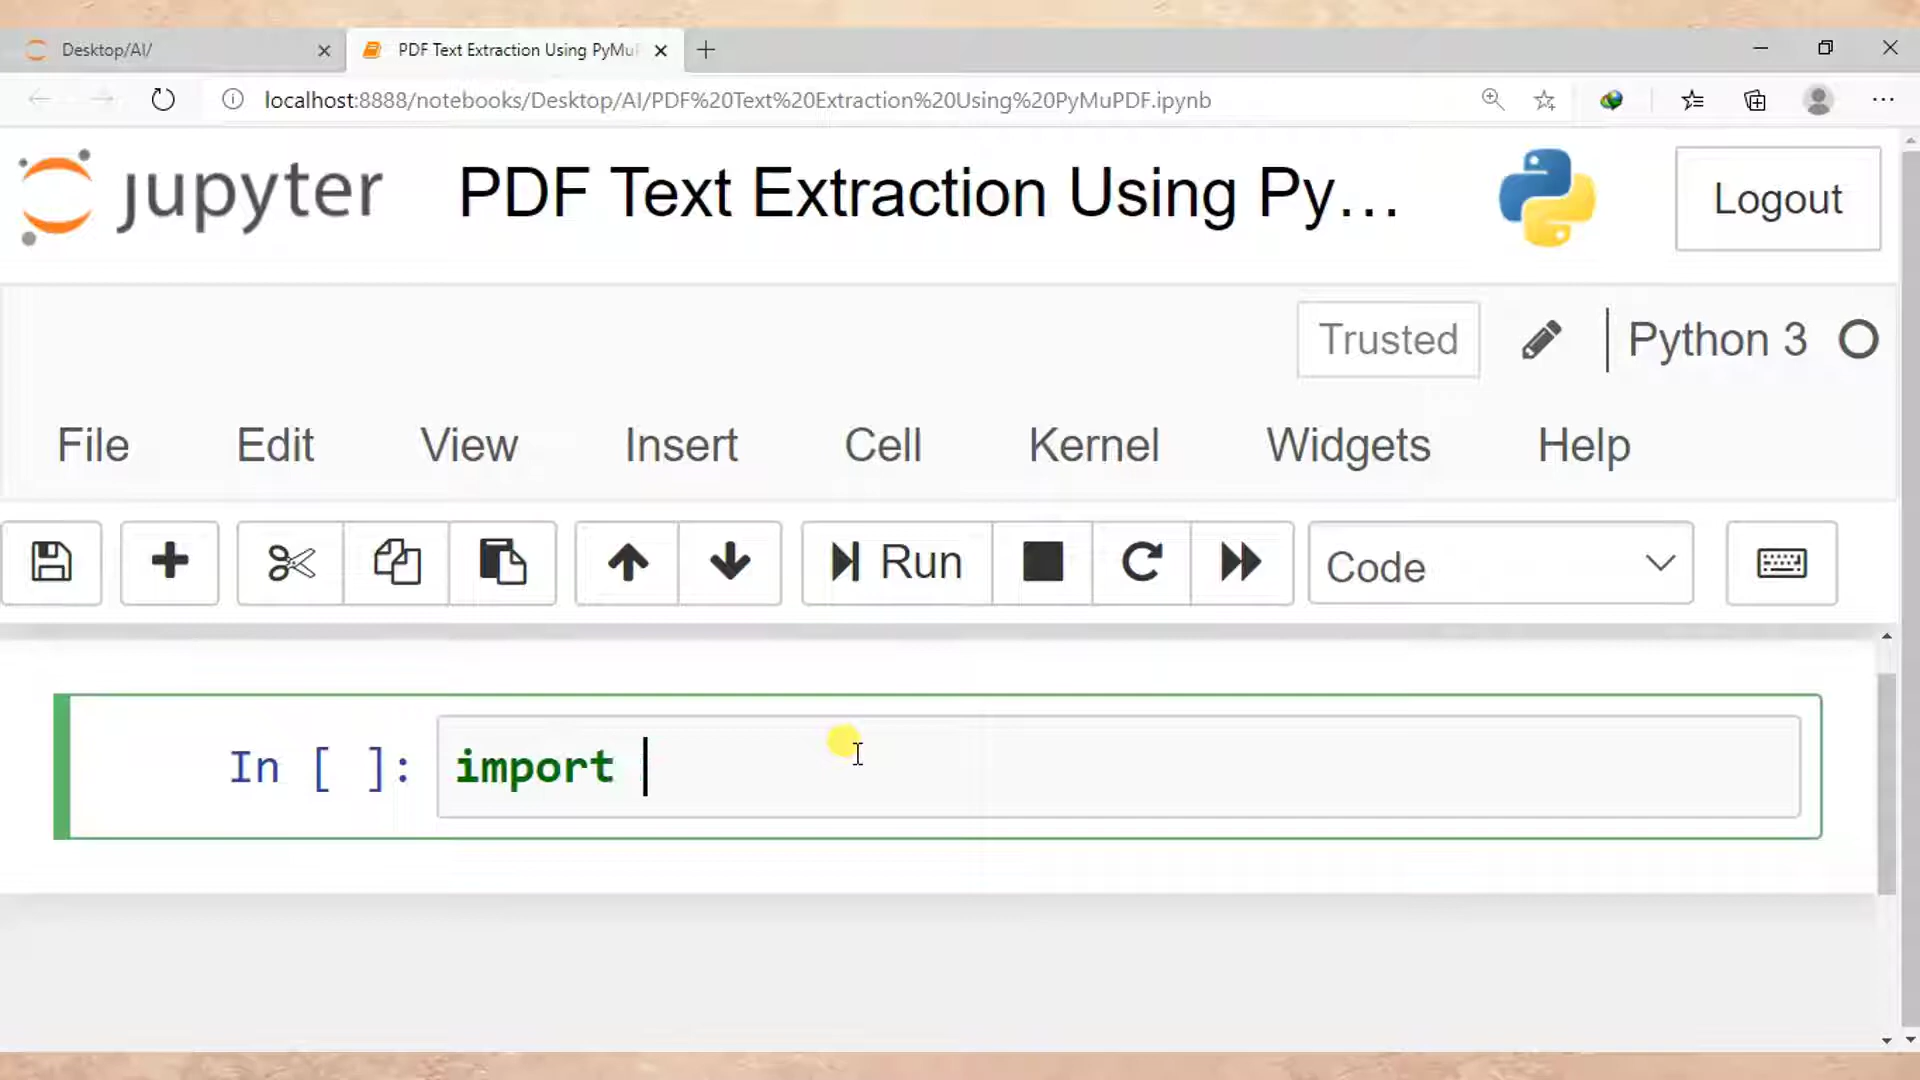 Desktop/AI/
PDF Text Extraction Using PyMu
localhost:8888/notebooks/Desktop/AI/PDF%20Text%20Extraction%20Using%20PyMuPDF.ipynb
jupyter
PDF Text Extraction Using Py...
Logout
Trusted
Python 3
File Edit View Insert Cell Kernel Widgets Help
Run
Code
In [ ]: import